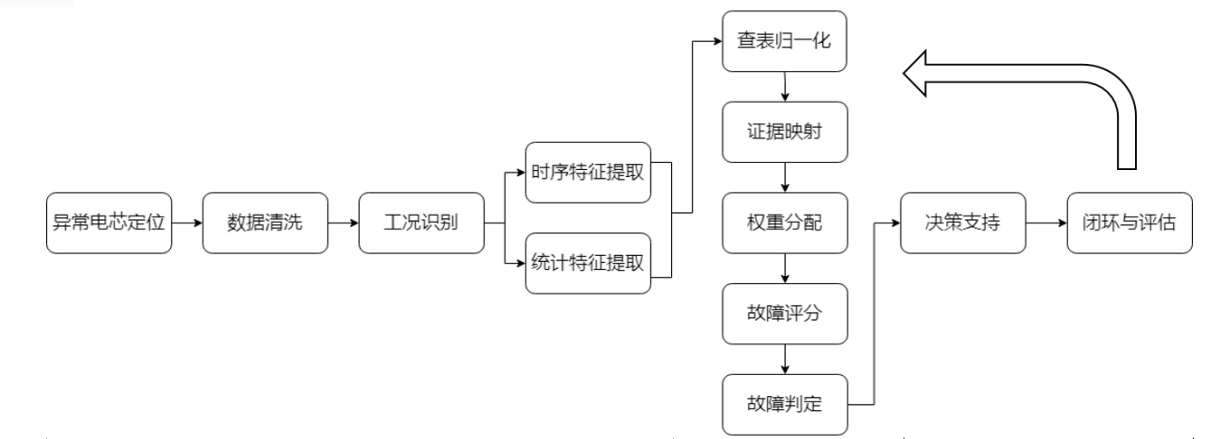 异常电芯定位
数据清洗
工况识别
时序特征提取
统计特征提取
查表归一化
证据映射
权重分配
故障评分
故障判定
决策支持
闭环与评估